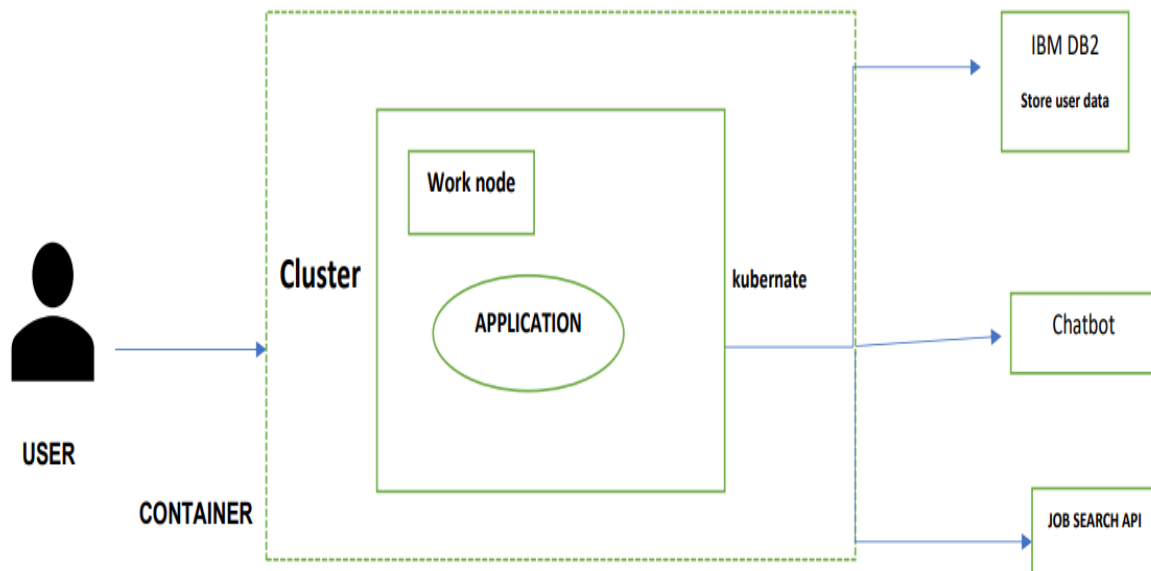 IBM DB2
Store user data
Work node
Cluster
kubernate
APPLICATION
Chatbot
USER
CONTAINER
JOB SEARCH API